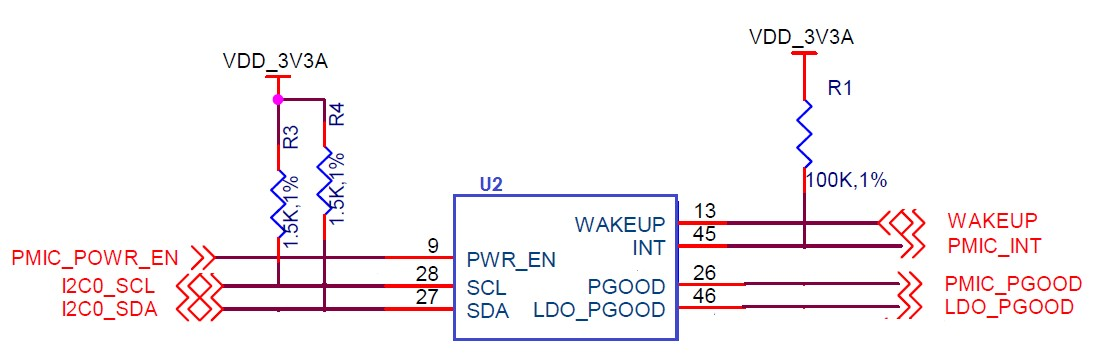 VDD_3V3A
VDD_3V3A
R3
R4
R1
1.5K,1%
1.5K,1%
100K,1%
U2
PMIC_POWR_EN
9
PWR_EN
I2C0_SCL
28
SCL
I2C0_SDA
27
SDA
WAKEUP
13
WAKEUP
INT
45
PMIC_INT
PGOOD
26
PMIC_PGOOD
LDO_PGOOD
46
LDO_PGOOD